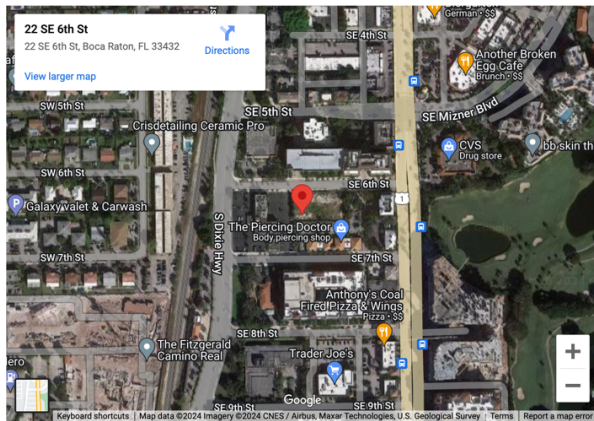 22 SE 6th St
22 SE 6th St, Boca Raton, FL 33432
Directions
View larger map
German • $$
SE 4th St
Another Broken
Egg Cafe
Brunch • $$
SW 5th St
SE 5th St
SE Mizner Blvd
Crisdetailing Ceramic Pro
CVS
Drug store
bb-skin th
SW 6th St
SE 6th St
1
P
Galaxy valet & Carwash
S Dixie Hwy
The Piercing Doctor
Body piercing shop
SW 7th St
SE 7th St
Anthony's Coal
Fired Pizza & Wings
Pizza • $$
SE 8th St
The Fitzgerald
Camino Real
Trader Joe's
Google
SE 9th St
SE 9th St
Keyboard shortcuts
Map data ©2024 Imagery ©2024 CNES / Airbus, Maxar Technologies, U.S. Geological Survey
Terms
Report a map error